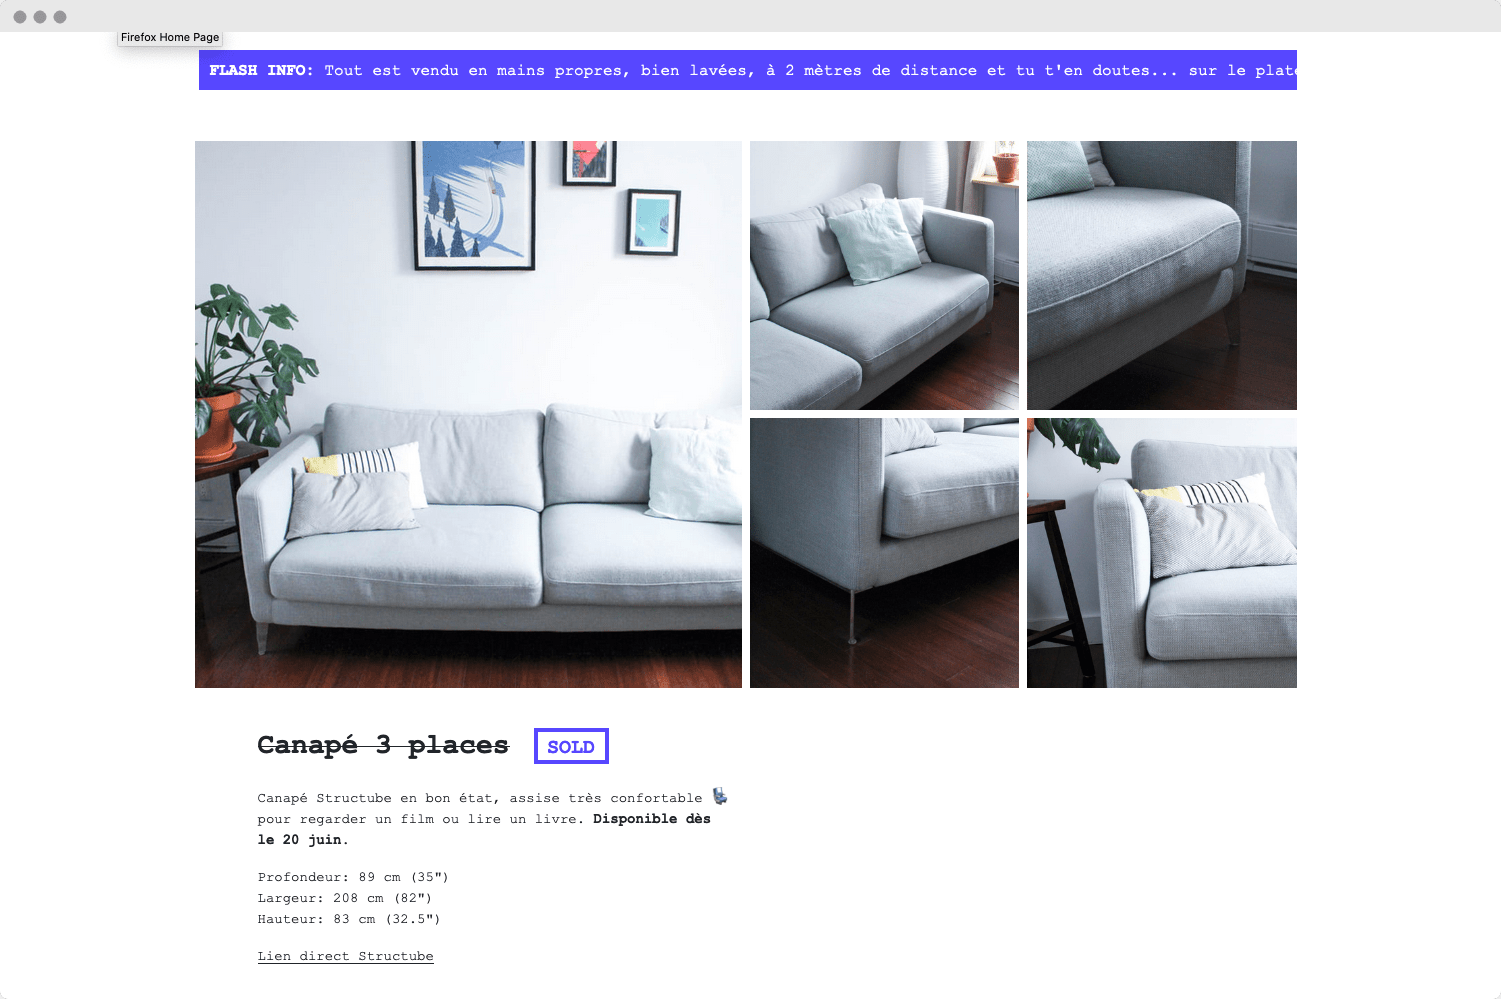 Firefox Home Page
FLASH INFO: Tout est vendu en mains propres, bien lavées, à 2 mètres de distance et tu t'en doutes... sur le plate
Canapé 3 places
SOLD
Canapé Structube en bon état, assise très confortable
pour regarder un film ou lire un livre. Disponible dès
le 20 juin.
Profondeur: 89 cm (35")
Largeur: 208 cm (82")
Hauteur: 83 cm (32.5")
Lien direct Structube